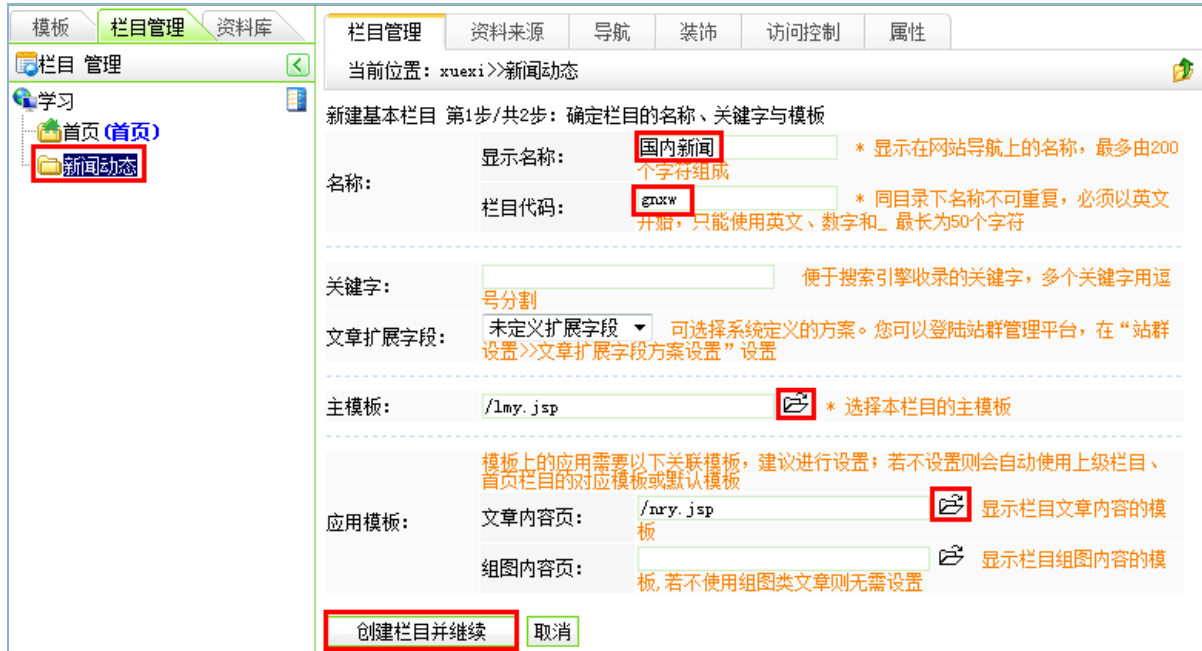 模板 栏目管理 资料库
栏目 管理
学习
首页 (首页)
新闻动态
栏目管理 资料来源 导航 装饰 访问控制 属性
当前位置: xuexi>>新闻动态
新建基本栏目 第1步/共2步: 确定栏目的名称、关键字与模板
名称:
显示名称: 国内新闻 * 显示在网站导航上的名称,最多由200
个字符组成
栏目代码: gnxw * 同目录下名称不可重复,必须以英文
开始,只能使用英文、数字和_ 最长为50个字符
关键字: 便于搜索引擎收录的关键字,多个关键字用逗
号分割
文章扩展字段: 未定义扩展字段 可选择系统定义的方案。您可以登陆站群管理平台,在“站群
设置>>文章扩展字段方案设置”设置
主模板: /lmy.jsp * 选择本栏目的主模板
模板上的应用需要以下关联模板,建议进行设置;若不设置则会自动使用上级栏目、
首页栏目的对应模板或默认模板
应用模板:
文章内容页: /nry.jsp 显示栏目文章内容的模
板
组图内容页: 显示栏目组图内容的模
板,若不使用组图类文章则无需设置
创建栏目并继续 取消